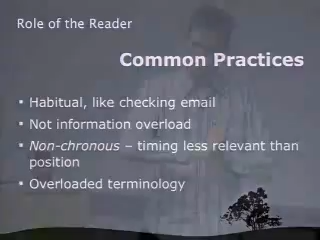 Role of the Reader
Common Practices
▪ Habitual, like checking email
▪ Not information overload
▪ Non-chronous – timing less relevant than
position
▪ Overloaded terminology